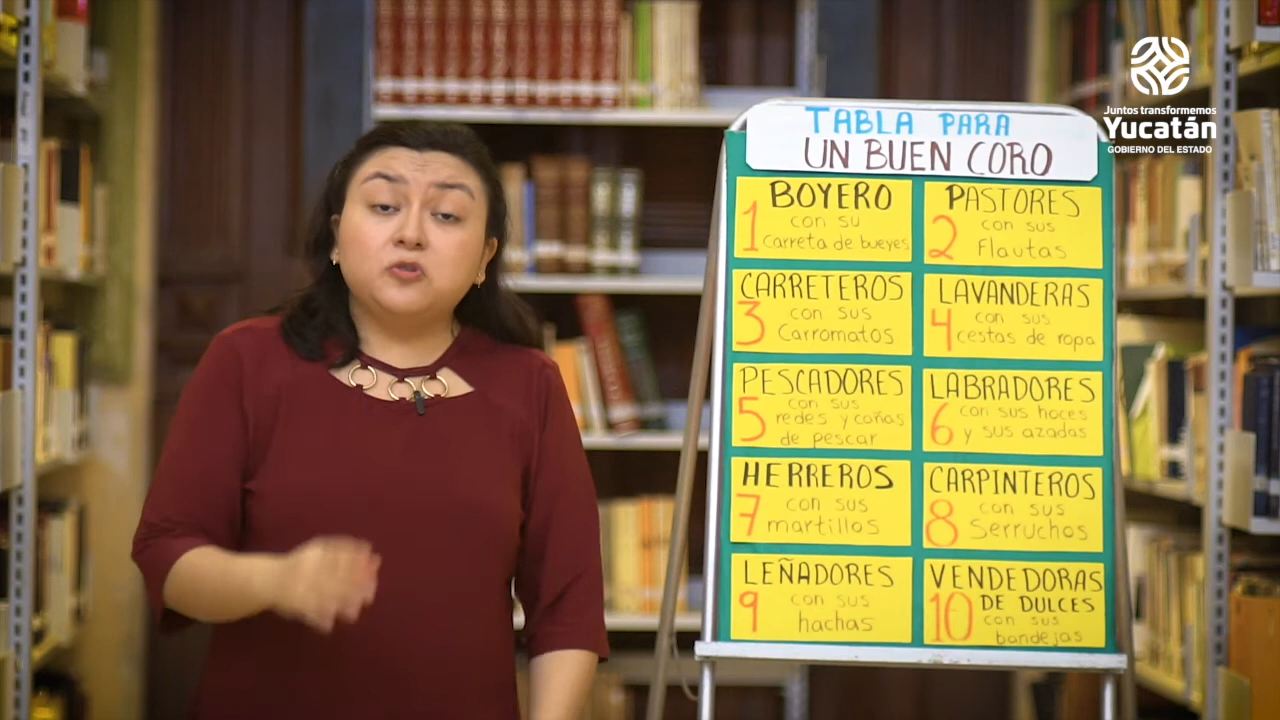 Juntos transformemos
Yucatán
GOBIERNO DEL ESTADO
TABLA PARA
UN BUEN CORO
BOYERO
1 con su
carreta de bueyes
PASTORES
2 con sus
flautas
CARRETEROS
3 con sus
Carromatos
LAVANDERAS
4 con sus
cestas de ropa
PESCADORES
5 con sus
redes y cañas
de pescar
LABRADORES
6 con sus hoces
y sus azadas
HERREROS
7 con sus
martillos
CARPINTEROS
8 con sus
Serruchos
LEÑADORES
9 con sus
hachas
VENDEDORAS
10 DE DULCES
con sus
bandejas